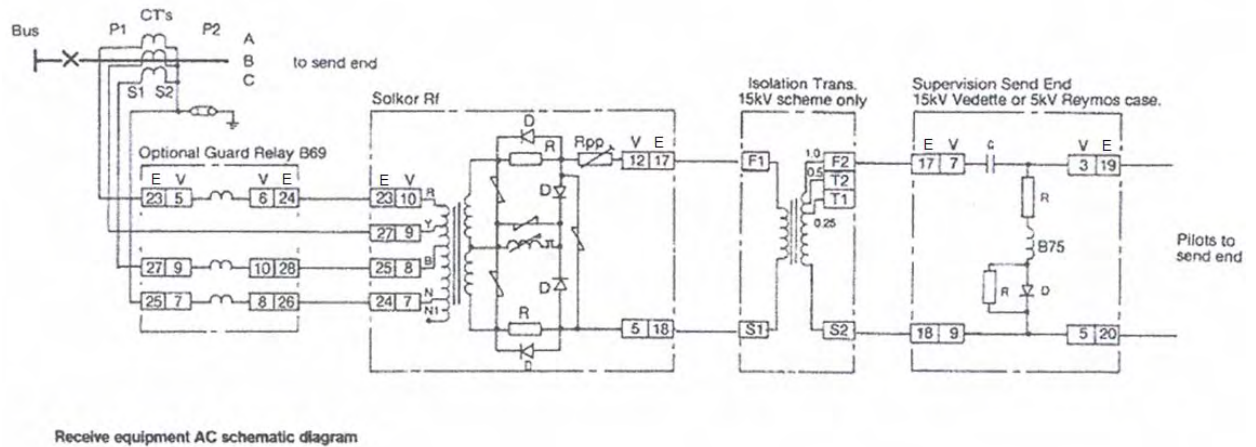 CT's
Bus P1 P2 A
B to send end
C
S1 S2
Isolation Trans.
15kV scheme only
Supervision Send End
15kV Vedette or 5kV Reymos case.
Solkor Rf
Optional Guard Relay B69
E V V E
23 5 6 24
27 9 10 28
25 7 8 26
E V
23 10 R
27 9 Y
25 8 B
24 7 N
N1
D
R Rpp
D
D
R
D
V E
12 17
5 18
F1
S1
1.0 F2
0.5 T2
T1
0.25
S2
E V
17 7
C
V E
3 19
R
B75
R D
18 9
5 20
Pilots to
send end
Receive equipment AC schematic diagram